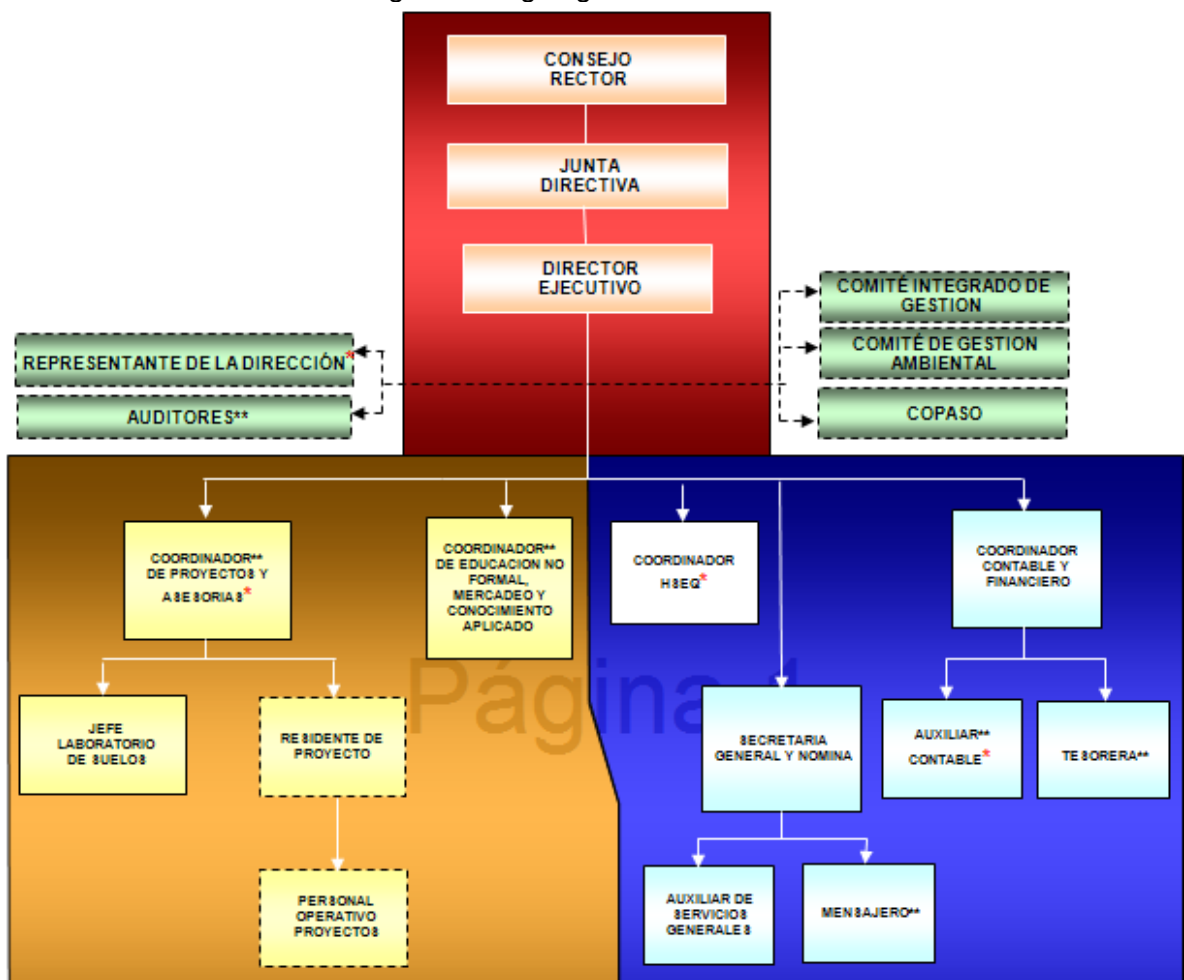 CONSEJO
RECTOR
JUNTA
DIRECTIVA
DIRECTOR
EJECUTIVO
COMITÉ INTEGRADO DE
GESTION
REPRESENTANTE DE LA DIRECCIÓN*
COMITÉ DE GESTION
AMBIENTAL
AUDITORES**
COPASO
COORDINADOR**
DE PROYECTOS Y
ASESORIAS*
COORDINADOR**
DE EDUCACION NO
FORMAL,
MERCADEO Y
CONOCIMIENTO
APLICADO
COORDINADOR
HSEQ*
COORDINADOR
CONTABLE Y
FINANCIERO
JEFE
LABORATORIO
DE SUELOS
RESIDENTE DE
PROYECTO
Página
SECRETARIA
GENERAL Y NOMINA
AUXILIAR**
CONTABLE*
TESORERA**
PERSONAL
OPERATIVO
PROYECTOS
AUXILIAR DE
SERVICIOS
GENERALES
MENSAJERO**